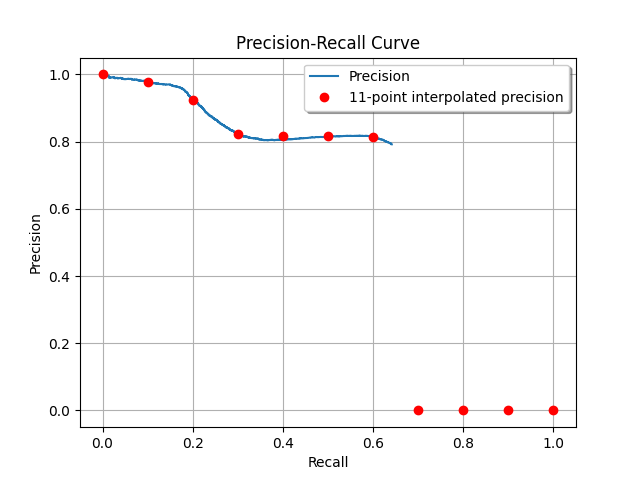 Precision-Recall Curve
Precision
11-point interpolated precision
1.0
0.8
0.6
0.4
0.2
0.0
Precision
0.0 0.2 0.4 0.6 0.8 1.0
Recall